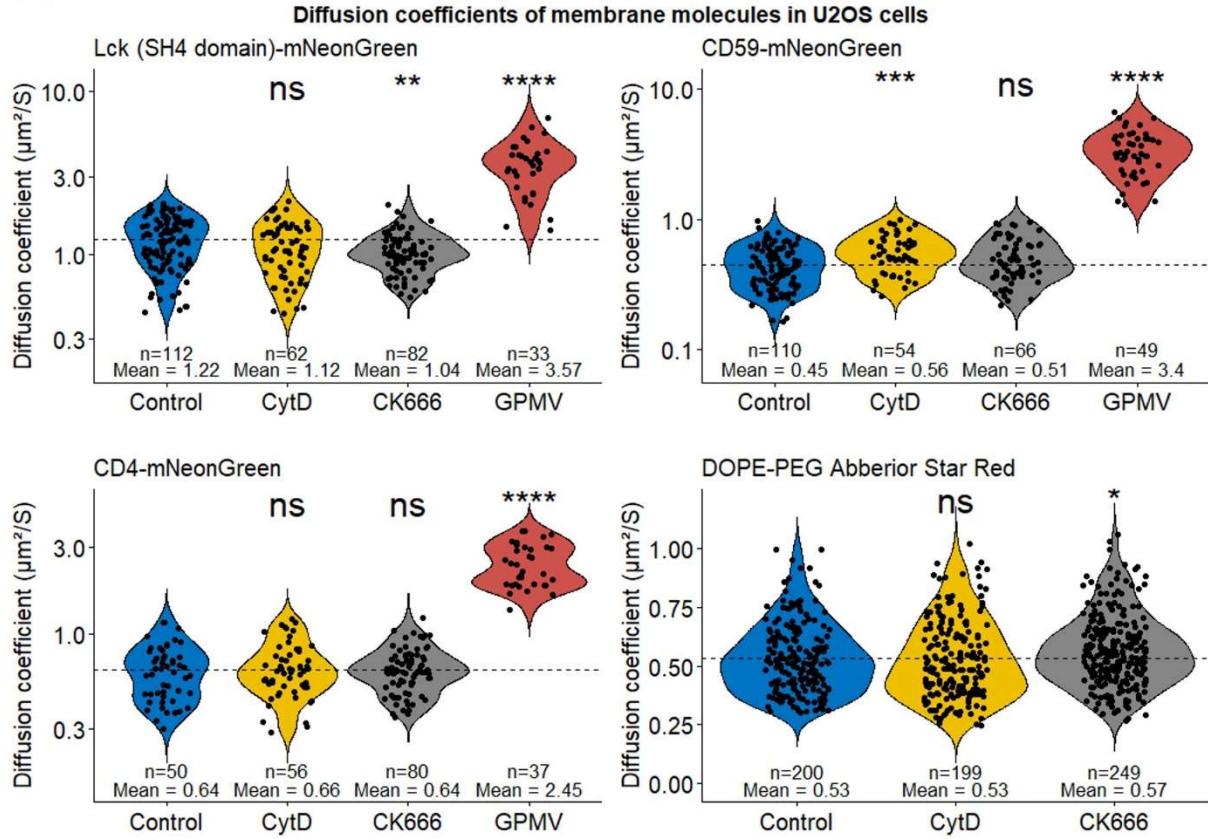 Diffusion coefficients of membrane molecules in U2OS cells
Lck (SH4 domain)-mNeonGreen
Diffusion coefficient (µm²/S)
10.0
3.0
1.0
0.3
ns
**
****
n=112
Mean = 1.22
n=62
Mean = 1.12
n=82
Mean = 1.04
n=33
Mean = 3.57
Control
CytD
CK666
GPMV
CD59-mNeonGreen
Diffusion coefficient (µm²/S)
10.0
1.0
0.1
***
ns
****
n=110
Mean = 0.45
n=54
Mean = 0.56
n=66
Mean = 0.51
n=49
Mean = 3.4
Control
CytD
CK666
GPMV
CD4-mNeonGreen
Diffusion coefficient (µm²/S)
3.0
1.0
0.3
ns
ns
****
n=50
Mean = 0.64
n=56
Mean = 0.66
n=80
Mean = 0.64
n=37
Mean = 2.45
Control
CytD
CK666
GPMV
DOPE-PEG Abberior Star Red
Diffusion coefficient (µm²/S)
1.00
0.75
0.50
0.25
0.00
ns
*
n=200
Mean = 0.53
n=199
Mean = 0.53
n=249
Mean = 0.57
Control
CytD
CK666